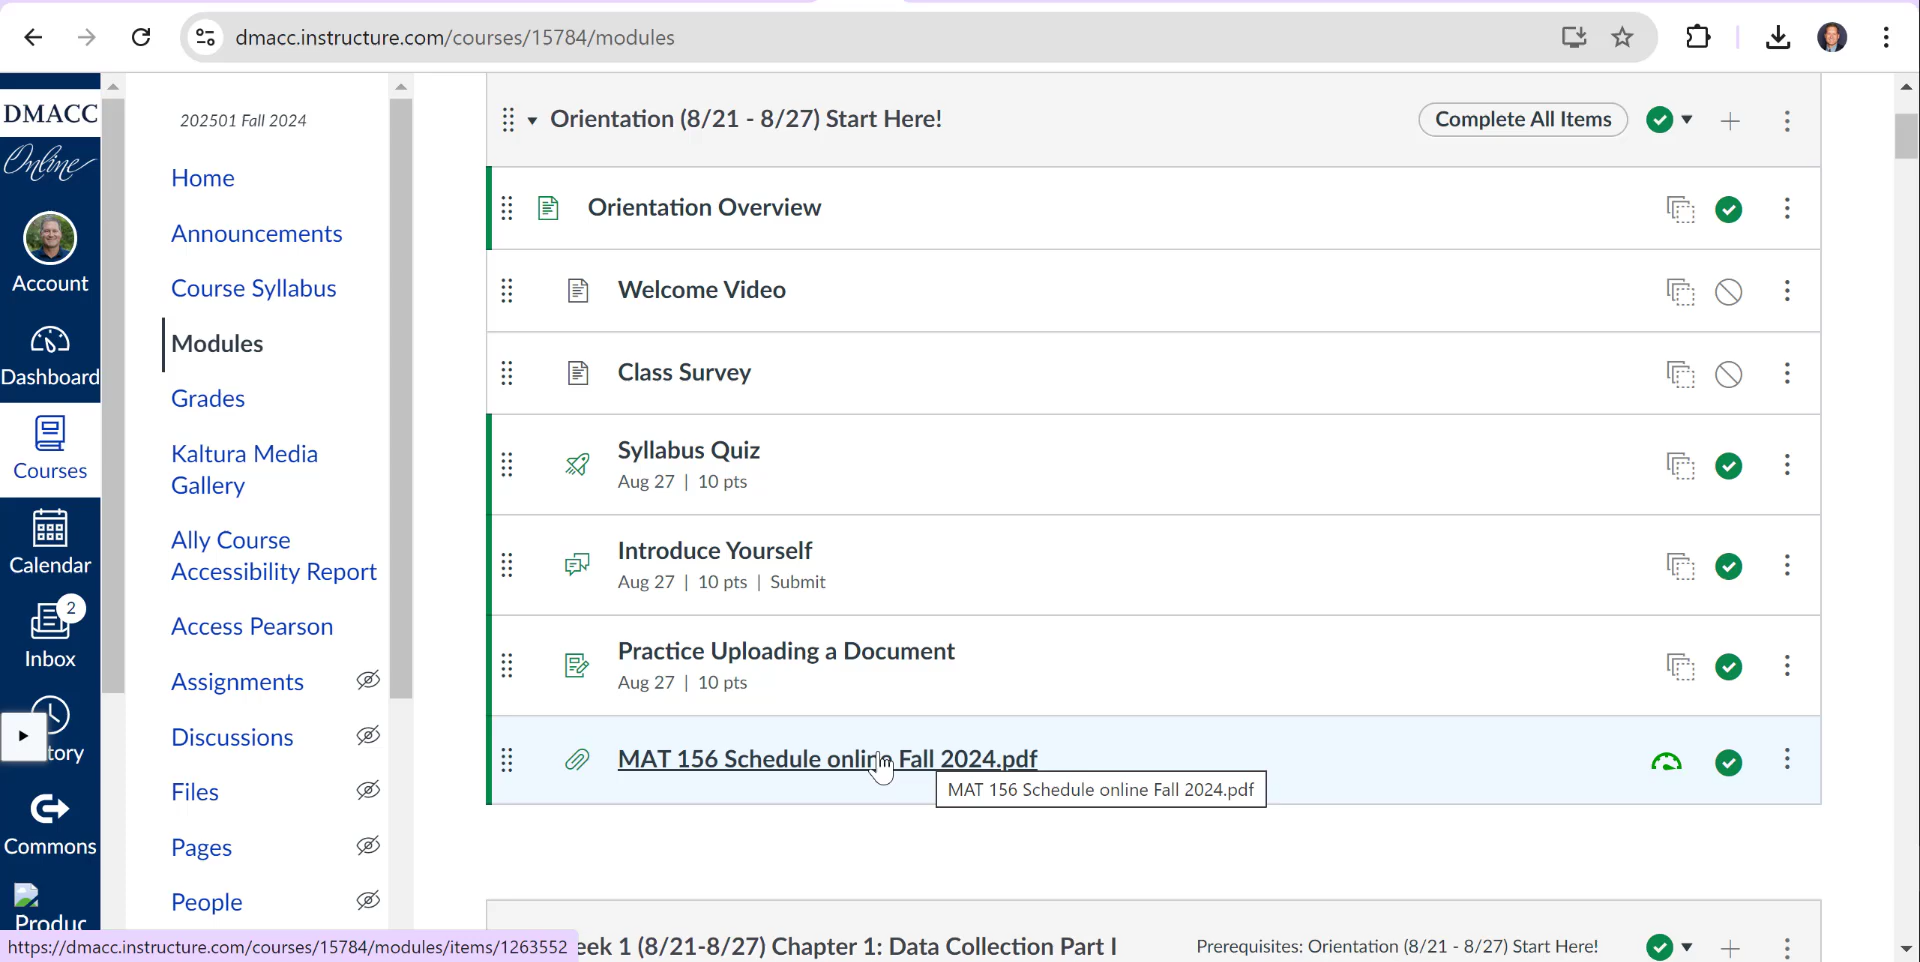 dmacc.instructure.com/courses/15784/modules
DMACC
Online
Account
Dashboard
Courses
Calendar
2
Inbox
tory
Commons
Produc
202501 Fall 2024
Home
Announcements
Course Syllabus
Modules
Grades
Kaltura Media
Gallery
Ally Course
Accessibility Report
Access Pearson
Assignments
Discussions
Files
Pages
People
Orientation (8/21 - 8/27) Start Here!
Complete All Items
Orientation Overview
Welcome Video
Class Survey
Syllabus Quiz
Aug 27 | 10 pts
Introduce Yourself
Aug 27 | 10 pts | Submit
Practice Uploading a Document
Aug 27 | 10 pts
MAT 156 Schedule online Fall 2024.pdf
MAT 156 Schedule online Fall 2024.pdf
eek 1 (8/21-8/27) Chapter 1: Data Collection Part I
Prerequisites: Orientation (8/21 - 8/27) Start Here!
https://dmacc.instructure.com/courses/15784/modules/items/1263552